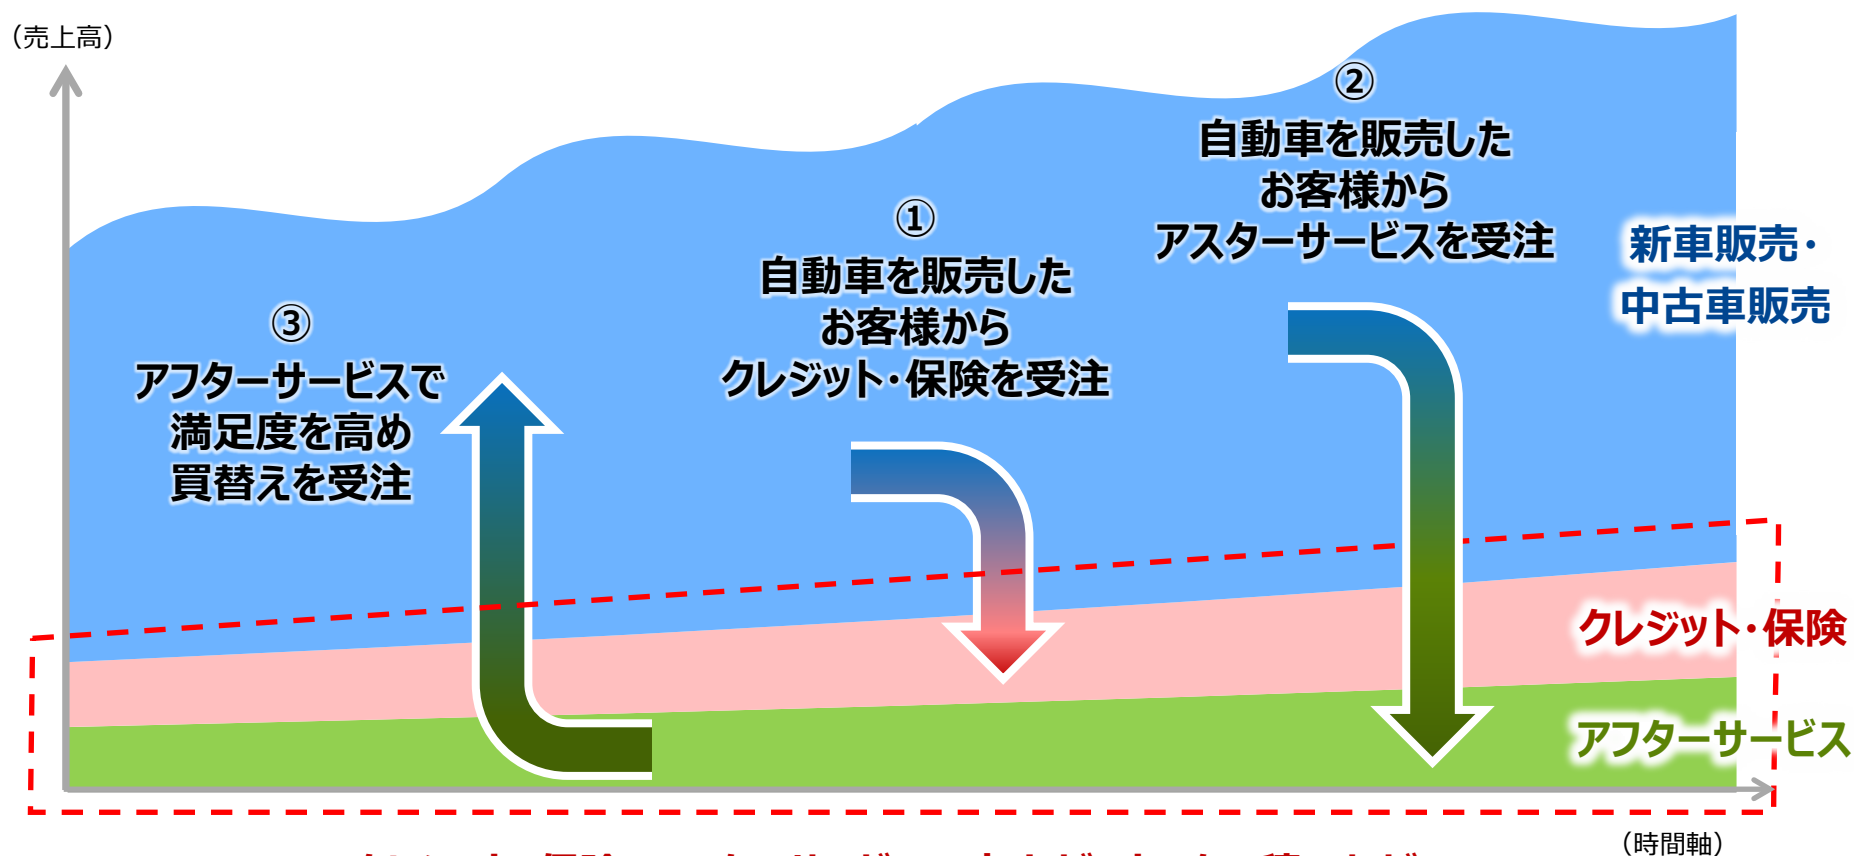 （売上高）
②
自動車を販売した
お客様から
アスターサービスを受注
①
自動車を販売した
お客様から
クレジット・保険を受注
③
アフターサービスで
満足度を高め
買替えを受注
新車販売・
中古車販売
クレジット・保険
アフターサービス
（時間軸）